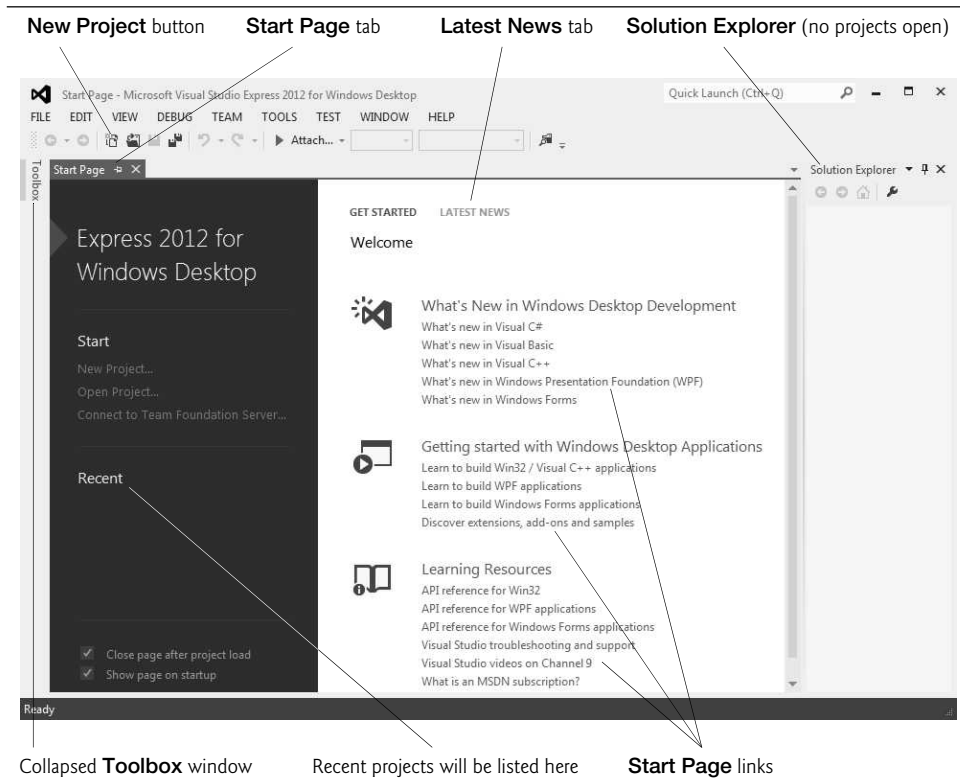 New Project button Start Page tab Latest News tab Solution Explorer (no projects open)
Start Page - Microsoft Visual Studio Express 2012 for Windows Desktop Quick Launch (Ctrl+Q)
FILE EDIT VIEW DEBUG TEAM TOOLS TEST WINDOW HELP
Attach...
Toolbox
Start Page
Solution Explorer
Express 2012 for
Windows Desktop
Start
New Project...
Open Project...
Connect to Team Foundation Server...
Recent
Close page after project load
Show page on startup
GET STARTED LATEST NEWS
Welcome
What's New in Windows Desktop Development
What's new in Visual C#
What's new in Visual Basic
What's new in Visual C++
What's new in Windows Presentation Foundation (WPF)
What's new in Windows Forms
Getting started with Windows Desktop Applications
Learn to build Win32 / Visual C++ applications
Learn to build WPF applications
Learn to build Windows Forms applications
Discover extensions, add-ons and samples
Learning Resources
API reference for Win32
API reference for WPF applications
API reference for Windows Forms applications
Visual Studio troubleshooting and support
Visual Studio videos on Channel 9
What is an MSDN subscription?
Ready
Collapsed Toolbox window Recent projects will be listed here Start Page links